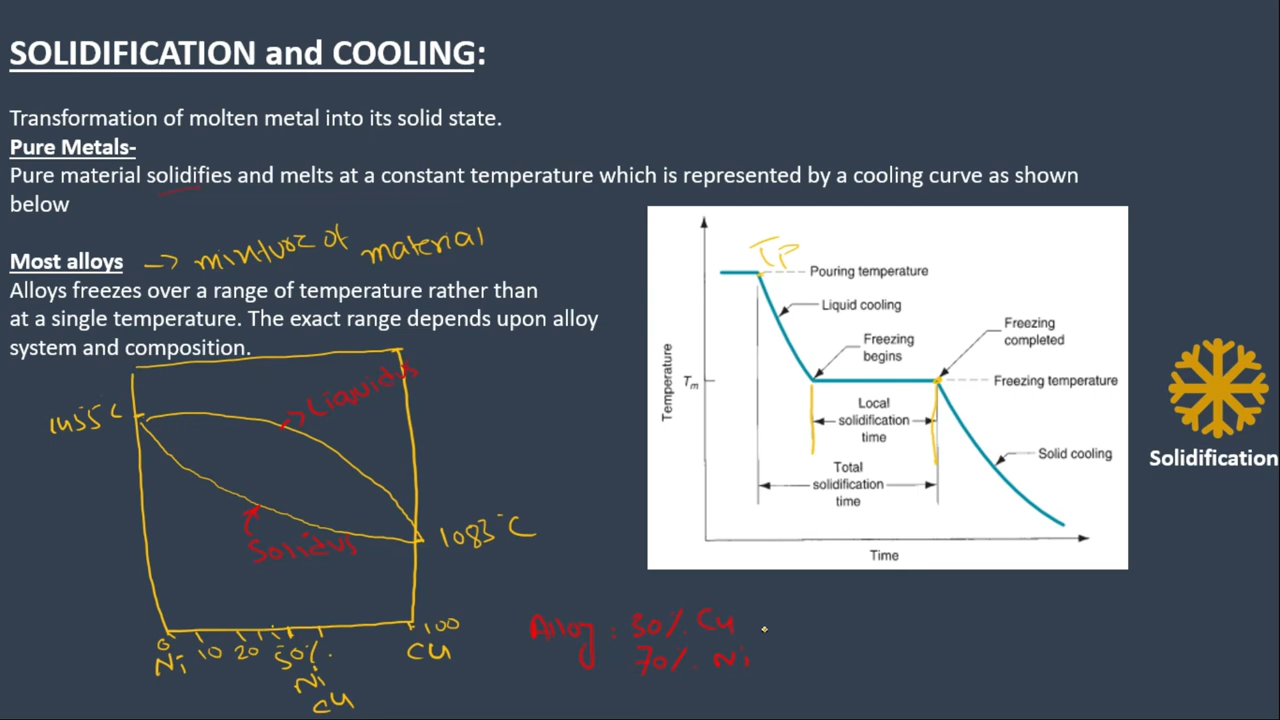 SOLIDIFICATION and COOLING:
Transformation of molten metal into its solid state.
Pure Metals-
Pure material solidifies and melts at a constant temperature which is represented by a cooling curve as shown
below
Most alloys → mixture of material
Alloys freezes over a range of temperature rather than
at a single temperature. The exact range depends upon alloy
system and composition.
1455°C
Liquidus
Solidus
1083°C
0 10 20 50% 100
Ni Cu
Ni
Cu
TP
Pouring temperature
Liquid cooling
Freezing
begins
Freezing
completed
Temperature
Tm
Freezing temperature
Local
solidification
time
Solid cooling
Total
solidification
time
Time
Solidification
Alloy : 30% Cu
70% Ni